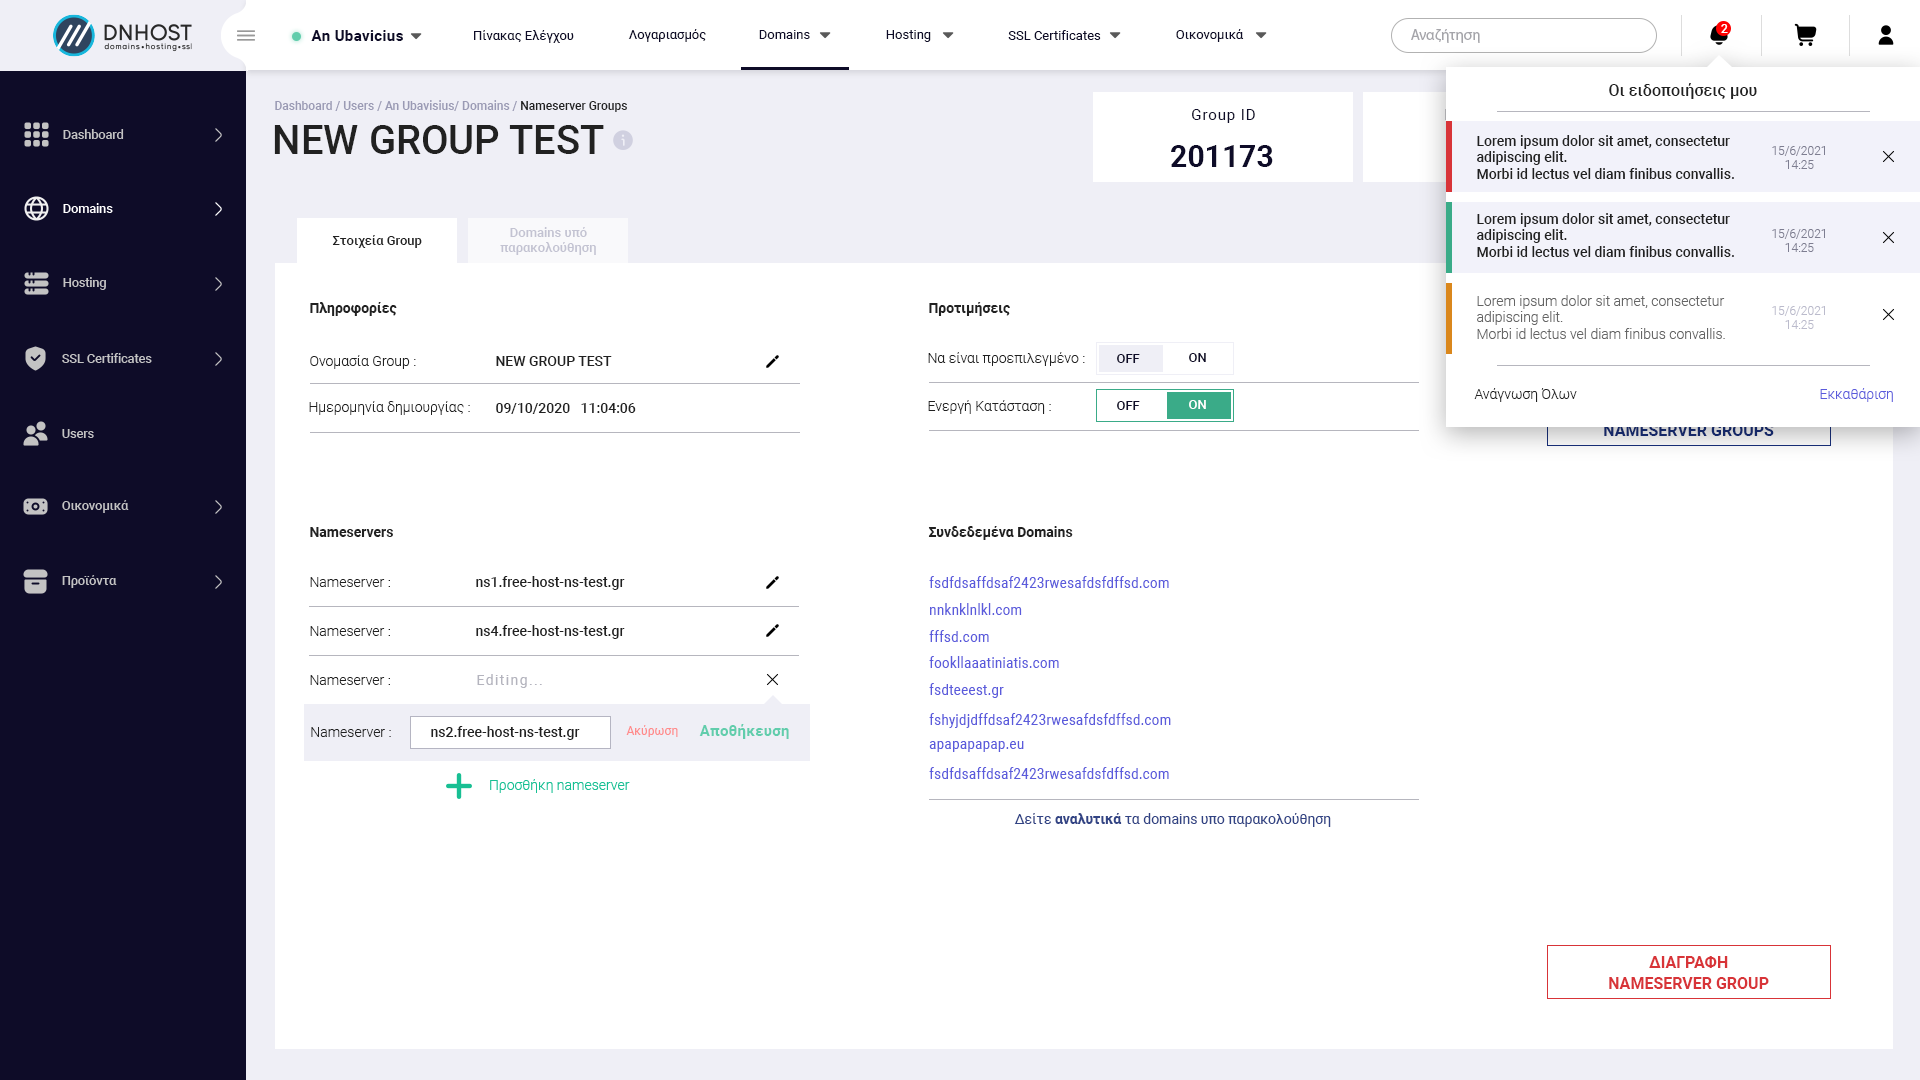 DNHOST
domains•hosting•ssl
An Ubavicius
Πίνακας Ελέγχου
Λογαριασμός
Domains
Hosting
SSL Certificates
Οικονομικά
Αναζήτηση
2
Dashboard
Domains
Hosting
SSL Certificates
Users
Οικονομικά
Προϊόντα
Dashboard / Users / An Ubavisius/ Domains / Nameserver Groups
NEW GROUP TEST
i
Group ID
201173
Στοιχεία Group
Domains υπό
παρακολούθηση
Πληροφορίες
Ονομασία Group :
NEW GROUP TEST
Ημερομηνία δημιουργίας :
09/10/2020 11:04:06
Προτιμήσεις
Να είναι προεπιλεγμένο :
OFF
ON
Ενεργή Κατάσταση :
OFF
ON
Nameservers
Nameserver :
ns1.free-host-ns-test.gr
Nameserver :
ns4.free-host-ns-test.gr
Nameserver :
Editing...
Nameserver :
ns2.free-host-ns-test.gr
Ακύρωση
Αποθήκευση
Προσθήκη nameserver
Συνδεδεμένα Domains
fsdfdsaffdsaf2423rwesafdsfdffsd.com
nnknklnlkl.com
fffsd.com
fookllaaatiniatis.com
fsdteeest.gr
fshyjdjdffdsaf2423rwesafdsfdffsd.com
apapapapap.eu
fsdfdsaffdsaf2423rwesafdsfdffsd.com
Δείτε αναλυτικά τα domains υπο παρακολούθηση
Οι ειδοποιήσεις μου
Lorem ipsum dolor sit amet, consectetur
adipiscing elit.
Morbi id lectus vel diam finibus convallis.
15/6/2021
14:25
Lorem ipsum dolor sit amet, consectetur
adipiscing elit.
Morbi id lectus vel diam finibus convallis.
15/6/2021
14:25
Lorem ipsum dolor sit amet, consectetur
adipiscing elit.
Morbi id lectus vel diam finibus convallis.
15/6/2021
14:25
Ανάγνωση Όλων
Εκκαθάριση
NAMESERVER GROUPS
ΔΙΑΓΡΑΦΗ
NAMESERVER GROUP